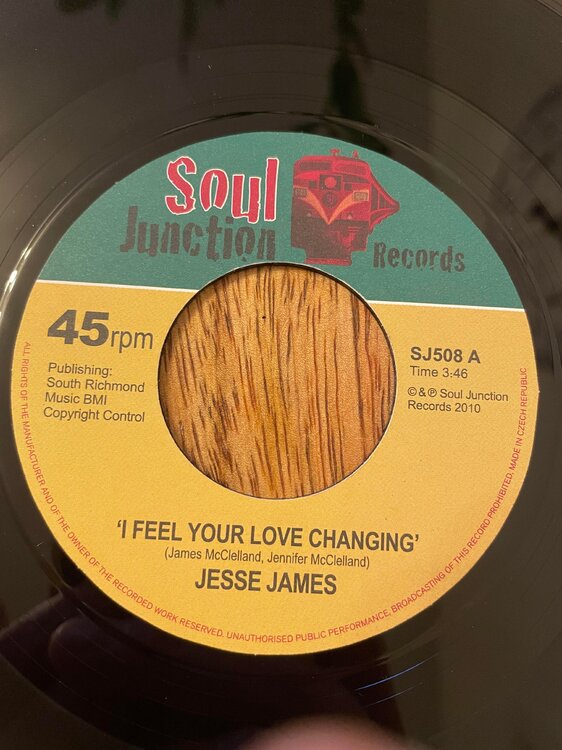 Soul
Junction
Records
45rpm
SJ508 A
Time 3:46
Publishing:
South Richmond
Music BMI
Copyright Control
©&℗ Soul Junction
Records 2010
'I FEEL YOUR LOVE CHANGING'
(James McClelland, Jennifer McClelland)
JESSE JAMES
ALL RIGHTS OF THE MANUFACTURER AND OF THE OWNER OF THE RECORDED WORK RESERVED. UNAUTHORISED PUBLIC PERFORMANCE, BROADCASTING OF THIS RECORD PROHIBITED. MADE IN CZECH REPUBLIC